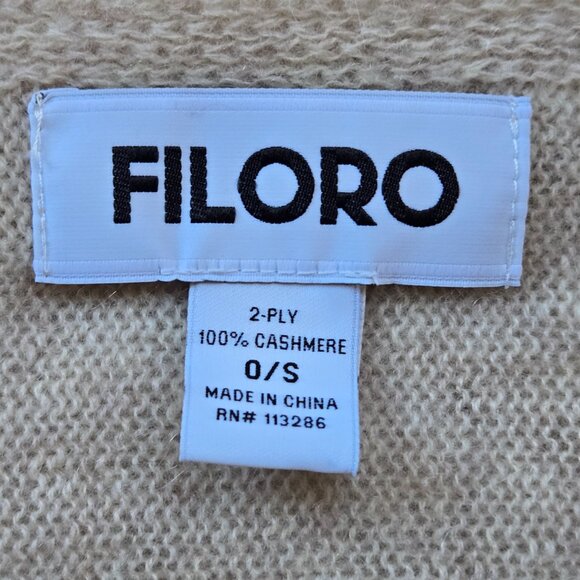 FILORO
2-PLY
100% CASHMERE
O/S
MADE IN CHINA
RN# 113286